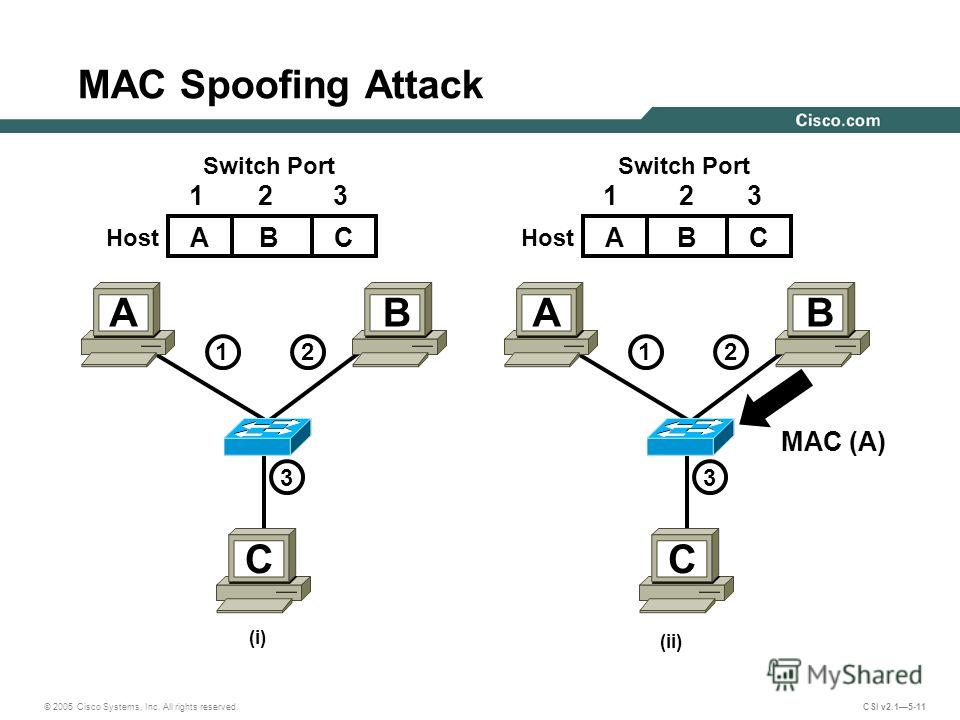 MAC Spoofing Attack
Cisco.com
Switch Port
1 2 3
Host A B C
A
B
1
2
3
C
(i)
Switch Port
1 2 3
Host A B C
A
B
1
2
MAC (A)
3
C
(ii)
MyShared
© 2005 Cisco Systems, Inc. All rights reserved.
CSI v2.1—5-11